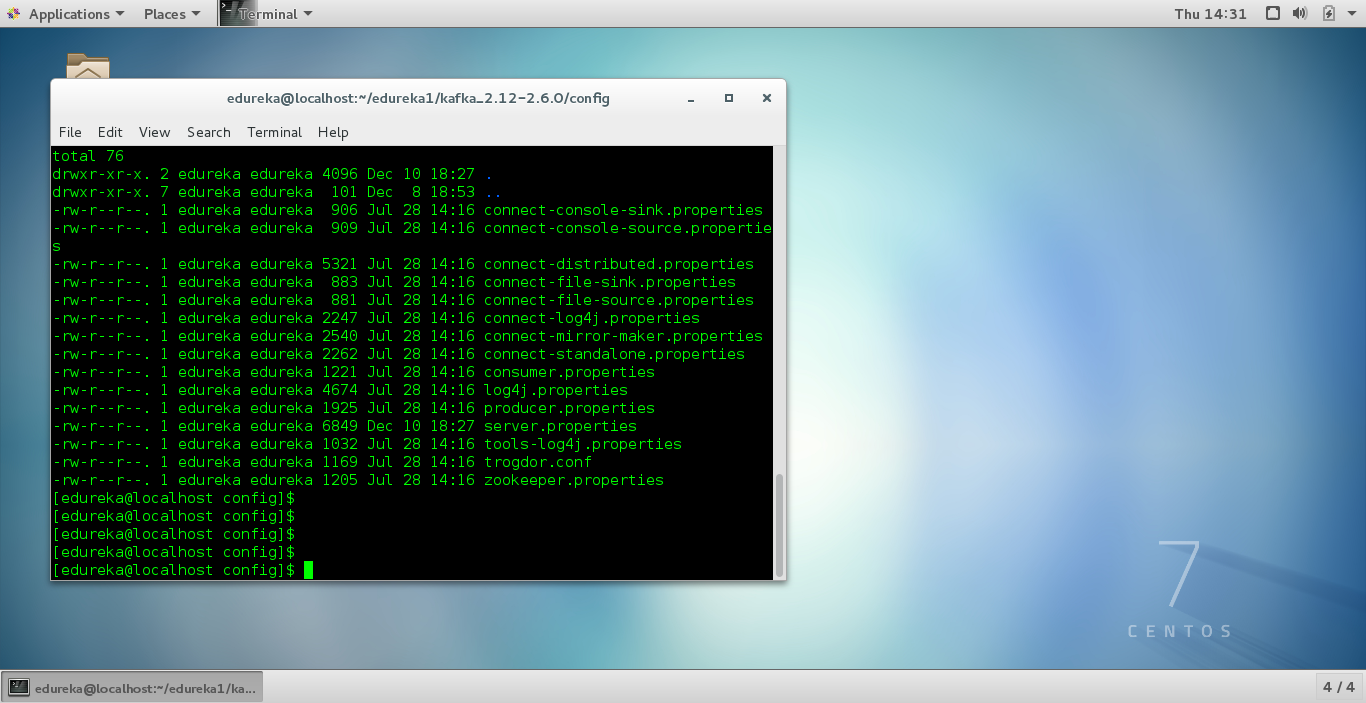 Applications Places Terminal Thu 14:31
edureka@localhost:~/edureka1/kafka_2.12-2.6.0/config
File Edit View Search Terminal Help
total 76
drwxr-xr-x. 2 edureka edureka 4096 Dec 10 18:27 .
drwxr-xr-x. 7 edureka edureka  101 Dec  8 18:53 ..
-rw-r--r--. 1 edureka edureka  906 Jul 28 14:16 connect-console-sink.properties
-rw-r--r--. 1 edureka edureka  909 Jul 28 14:16 connect-console-source.propertie
s
-rw-r--r--. 1 edureka edureka 5321 Jul 28 14:16 connect-distributed.properties
-rw-r--r--. 1 edureka edureka  883 Jul 28 14:16 connect-file-sink.properties
-rw-r--r--. 1 edureka edureka  881 Jul 28 14:16 connect-file-source.properties
-rw-r--r--. 1 edureka edureka 2247 Jul 28 14:16 connect-log4j.properties
-rw-r--r--. 1 edureka edureka 2540 Jul 28 14:16 connect-mirror-maker.properties
-rw-r--r--. 1 edureka edureka 2262 Jul 28 14:16 connect-standalone.properties
-rw-r--r--. 1 edureka edureka 1221 Jul 28 14:16 consumer.properties
-rw-r--r--. 1 edureka edureka 4674 Jul 28 14:16 log4j.properties
-rw-r--r--. 1 edureka edureka 1925 Jul 28 14:16 producer.properties
-rw-r--r--. 1 edureka edureka 6849 Dec 10 18:27 server.properties
-rw-r--r--. 1 edureka edureka 1032 Jul 28 14:16 tools-log4j.properties
-rw-r--r--. 1 edureka edureka 1169 Jul 28 14:16 trogdor.conf
-rw-r--r--. 1 edureka edureka 1205 Jul 28 14:16 zookeeper.properties
[edureka@localhost config]$
[edureka@localhost config]$
[edureka@localhost config]$
[edureka@localhost config]$
[edureka@localhost config]$
7
CENTOS
edureka@localhost:~/edureka1/ka... 4 / 4